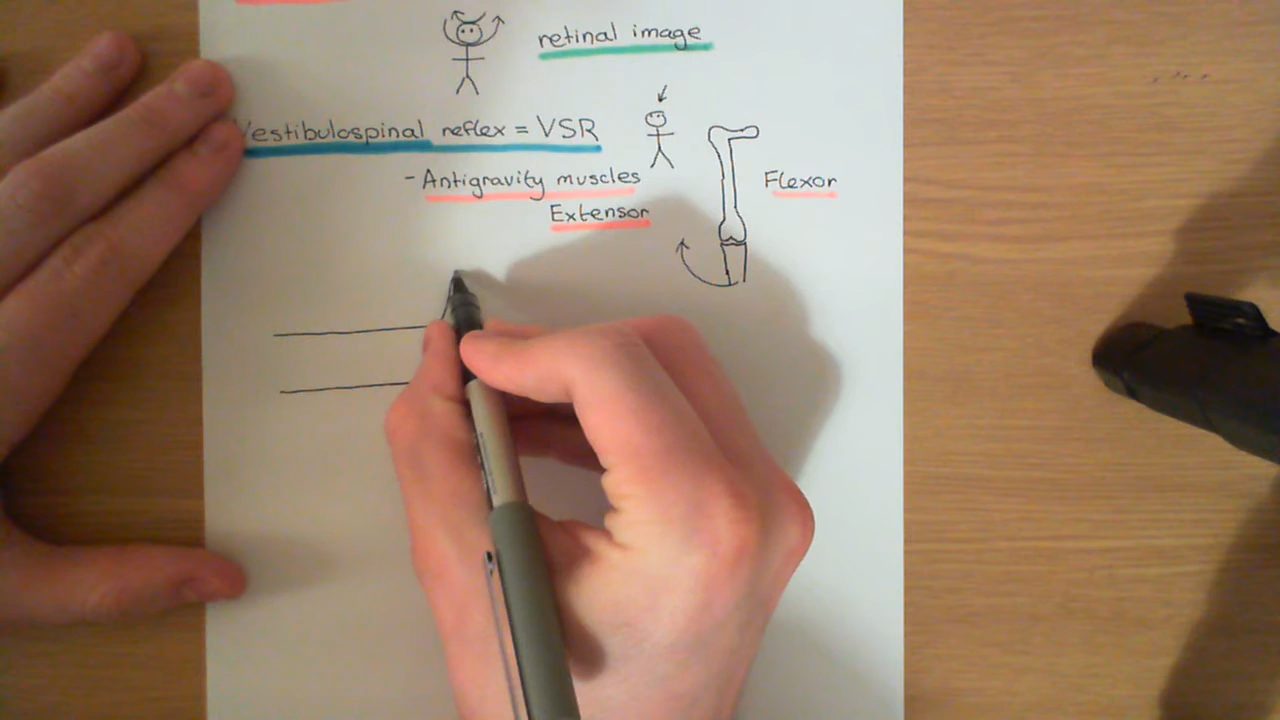 retinal image
Vestibulospinal reflex = VSR
- Antigravity muscles
Flexor
Extensor